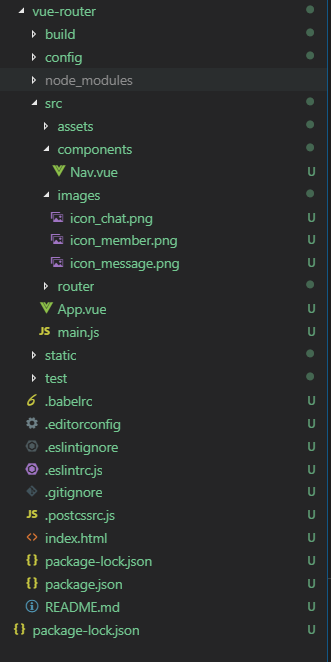 vue-router
build
config
node_modules
src
assets
components
Nav.vue U
images
icon_chat.png U
icon_member.png U
icon_message.png U
router
App.vue U
JS main.js U
static
test
.babelrc U
.editorconfig U
.eslintignore U
.eslintrc.js U
.gitignore U
JS .postcssrc.js U
<> index.html U
{} package-lock.json U
{} package.json U
README.md U
{} package-lock.json U